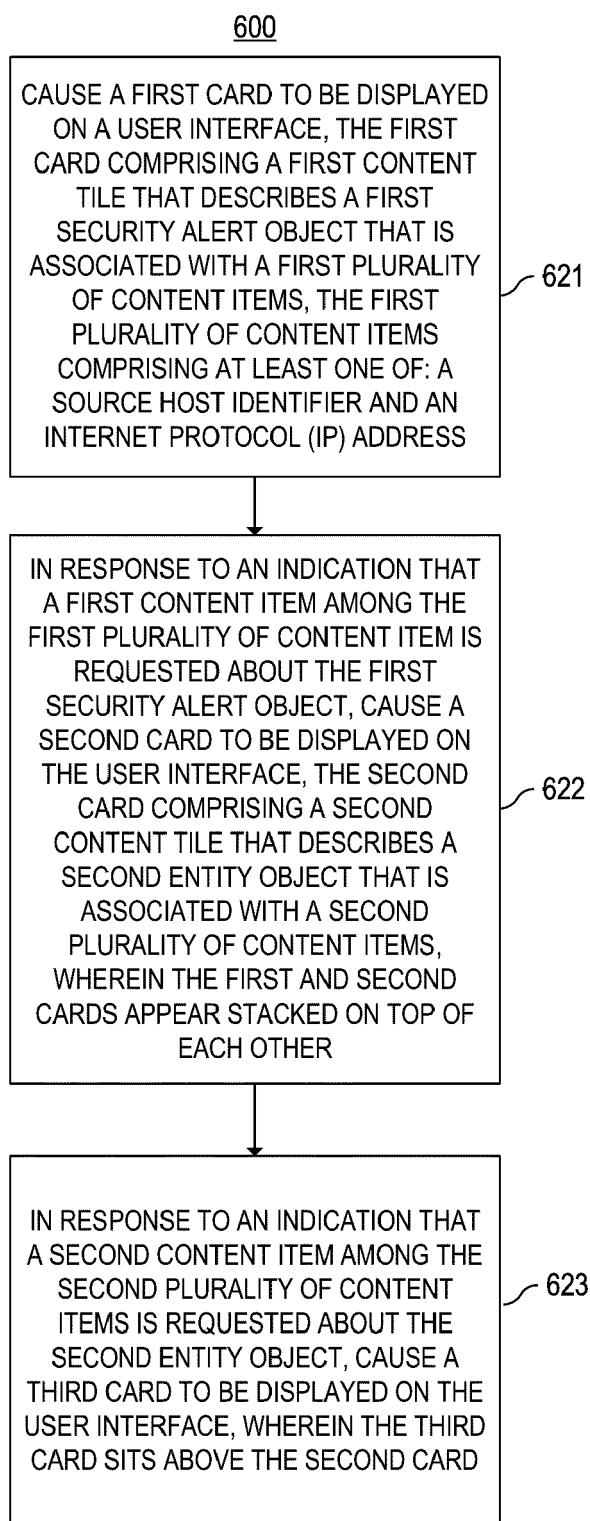 600
CAUSE A FIRST CARD TO BE DISPLAYED
ON A USER INTERFACE, THE FIRST
CARD COMPRISING A FIRST CONTENT
TILE THAT DESCRIBES A FIRST
SECURITY ALERT OBJECT THAT IS
ASSOCIATED WITH A FIRST PLURALITY
OF CONTENT ITEMS, THE FIRST
PLURALITY OF CONTENT ITEMS
COMPRISING AT LEAST ONE OF: A
SOURCE HOST IDENTIFIER AND AN
INTERNET PROTOCOL (IP) ADDRESS
621
IN RESPONSE TO AN INDICATION THAT
A FIRST CONTENT ITEM AMONG THE
FIRST PLURALITY OF CONTENT ITEM IS
REQUESTED ABOUT THE FIRST
SECURITY ALERT OBJECT, CAUSE A
SECOND CARD TO BE DISPLAYED ON
THE USER INTERFACE, THE SECOND
CARD COMPRISING A SECOND
CONTENT TILE THAT DESCRIBES A
SECOND ENTITY OBJECT THAT IS
ASSOCIATED WITH A SECOND
PLURALITY OF CONTENT ITEMS,
WHEREIN THE FIRST AND SECOND
CARDS APPEAR STACKED ON TOP OF
EACH OTHER
622
IN RESPONSE TO AN INDICATION THAT
A SECOND CONTENT ITEM AMONG THE
SECOND PLURALITY OF CONTENT
ITEMS IS REQUESTED ABOUT THE
SECOND ENTITY OBJECT, CAUSE A
THIRD CARD TO BE DISPLAYED ON THE
USER INTERFACE, WHEREIN THE THIRD
CARD SITS ABOVE THE SECOND CARD
623